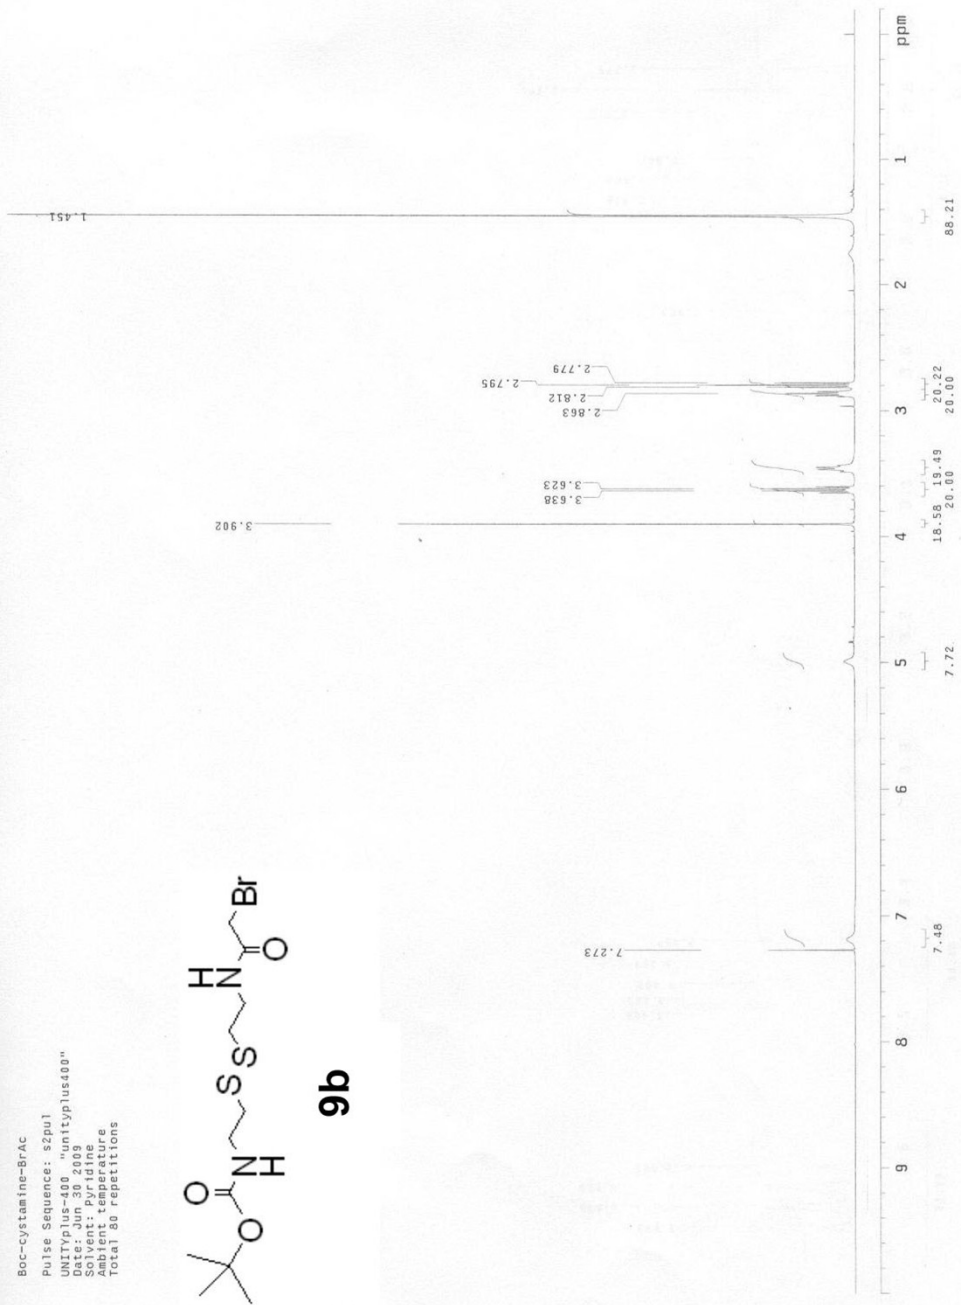 Boc-cystamine-BrAc
Pulse Sequence: s2pul
UNITYplus-400 "unityplus400"
Date: Jun 30 2009
Solvent: Pyridine
Ambient temperature
Total 80 repetitions
O
O
N
H
S
S
H
N
O
Br
9b
7.273
3.902
3.638
3.623
2.863
2.812
2.795
2.779
1.451
9 8 7 6 5 4 3 2 1 ppm
7.48 7.72 18.58 19.49 20.22 88.21
20.00 20.00